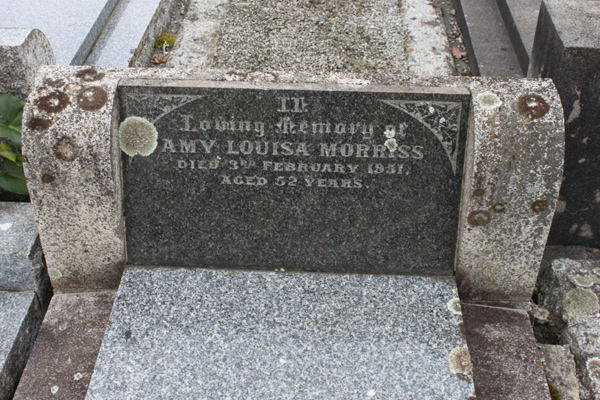 In
Loving Memory of
AMY LOUISA MORRISS
DIED 3RD FEBRUARY 1931,
AGED 52 YEARS.